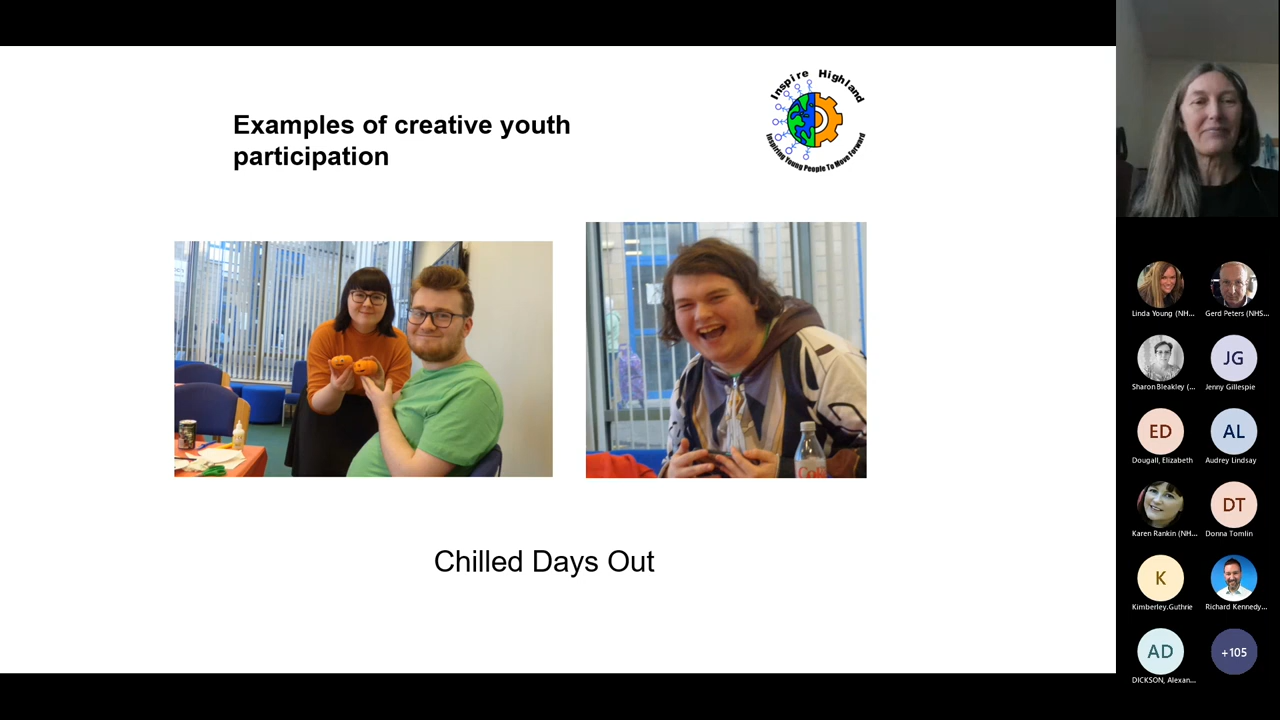 Examples of creative youth
participation
Inspire Highland
Inspiring Young People To Move Forward
Chilled Days Out
Linda Young (NH...
Gerd Peters (NHS...
Sharon Bleakley (...
JG
Jenny Gillespie
ED
Dougall, Elizabeth
AL
Audrey Lindsay
Karen Rankin (NH...
DT
Donna Tomlin
K
Kimberley.Guthrie
Richard Kennedy...
AD
DICKSON, Alexan...
+105